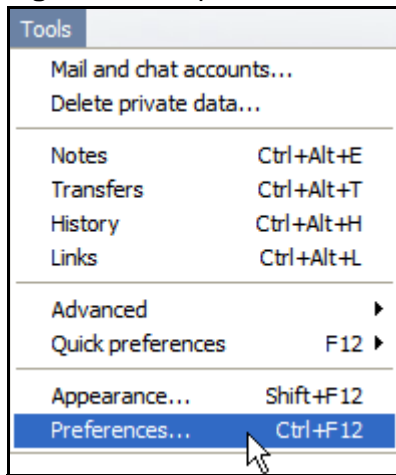 Tools
Mail and chat accounts...
Delete private data...
Notes Ctrl+Alt+E
Transfers Ctrl+Alt+T
History Ctrl+Alt+H
Links Ctrl+Alt+L
Advanced
Quick preferences F12
Appearance... Shift+F12
Preferences... Ctrl+F12